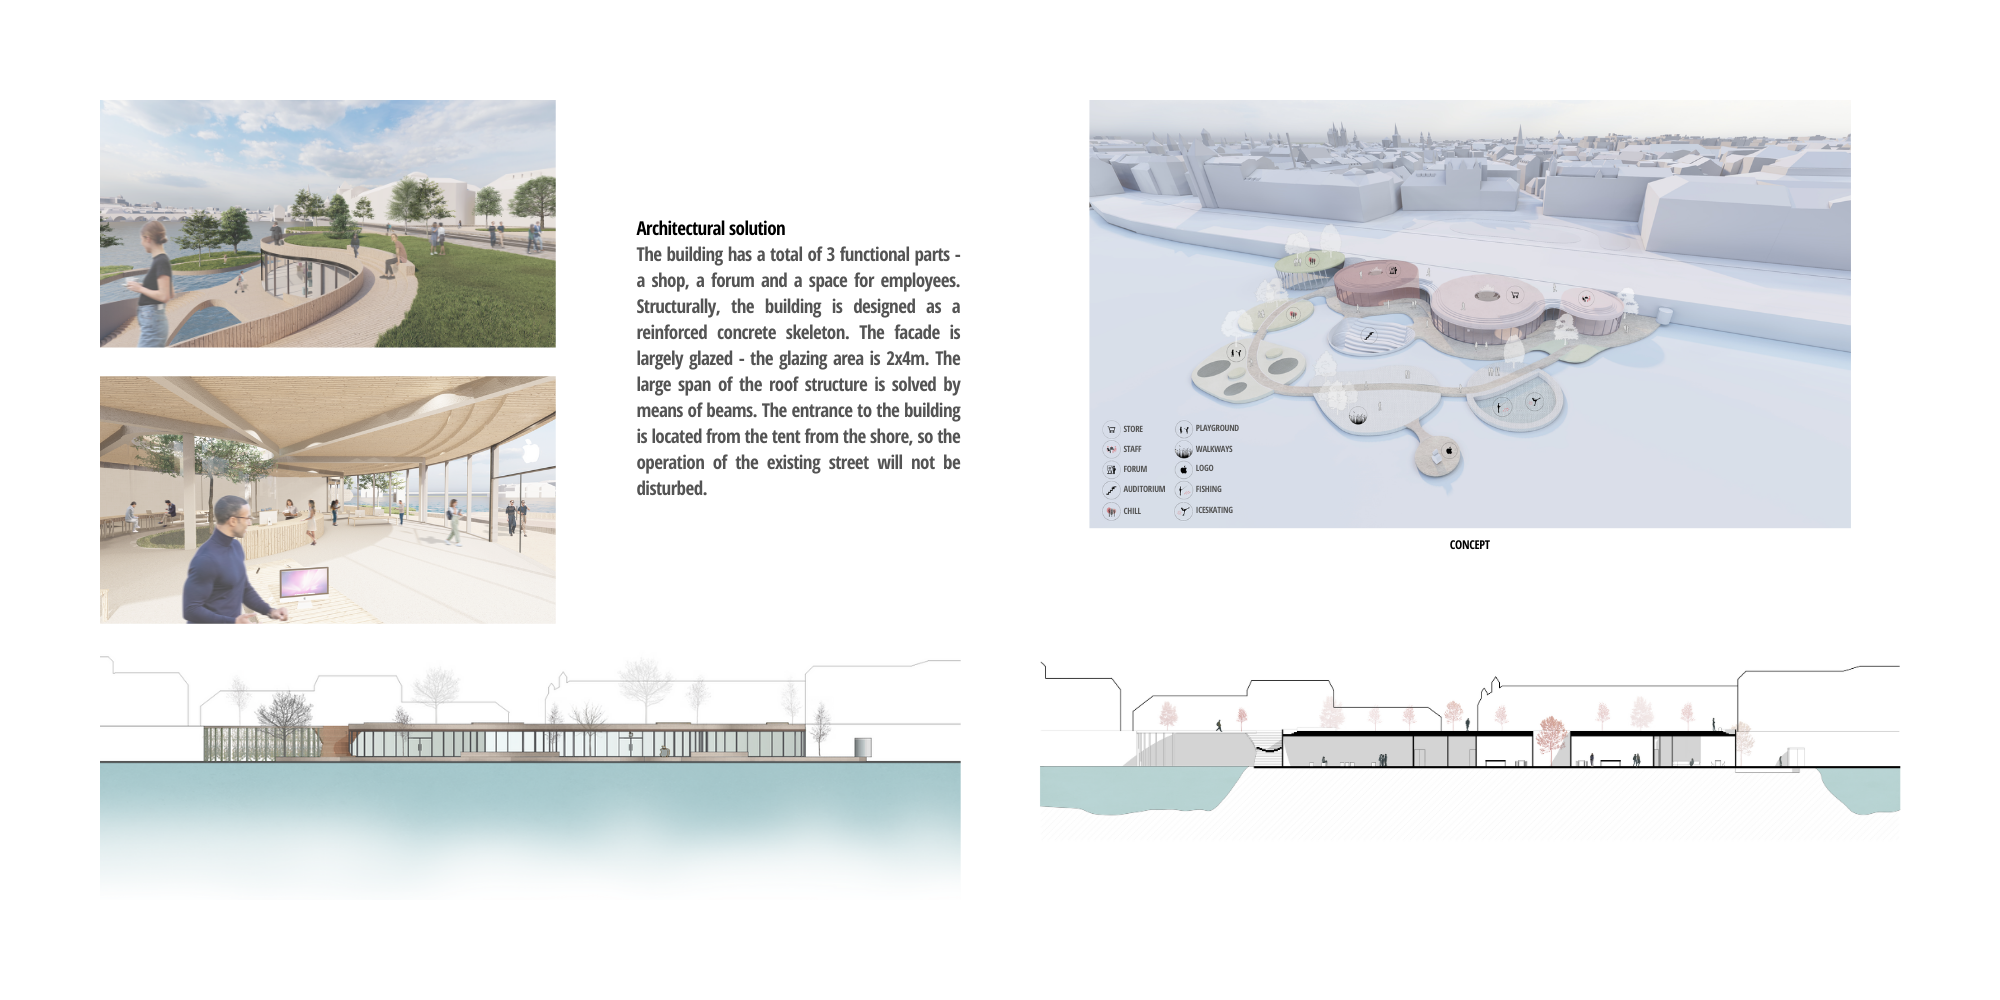 Architectural solution
The building has a total of 3 functional parts -
a shop, a forum and a space for employees.
Structurally, the building is designed as a
reinforced concrete skeleton. The facade is
largely glazed - the glazing area is 2x4m. The
large span of the roof structure is solved by
means of beams. The entrance to the building
is located from the tent from the shore, so the
operation of the existing street will not be
disturbed.
STORE
STAFF
FORUM
AUDITORIUM
CHILL
PLAYGROUND
WALKWAYS
LOGO
FISHING
ICESKATING
CONCEPT